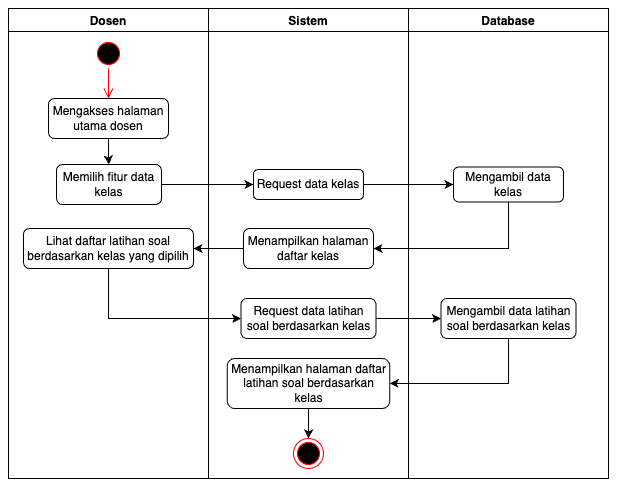 Dosen
Sistem
Database
Mengakses halaman
utama dosen
Memilih fitur data
kelas
Request data kelas
Mengambil data
kelas
Lihat daftar latihan soal
berdasarkan kelas yang dipilih
Menampilkan halaman
daftar kelas
Request data latihan
soal berdasarkan kelas
Mengambil data latihan
soal berdasarkan kelas
Menampilkan halaman daftar
latihan soal berdasarkan
kelas